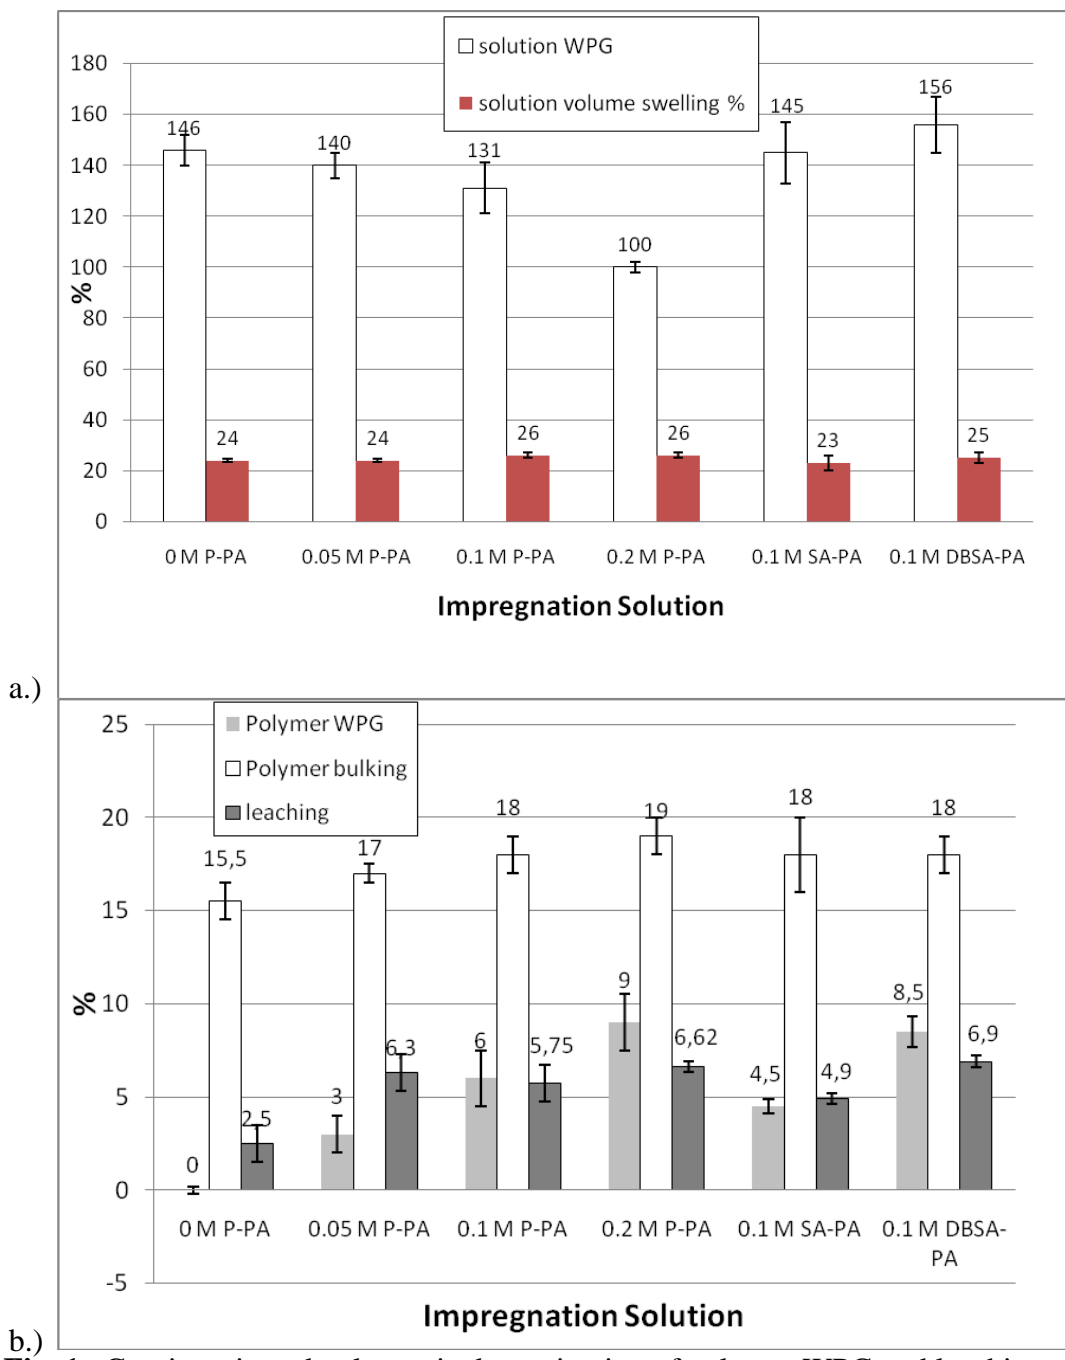 solution WPG
solution volume swelling %
180
160
140
120
100
80
60
40
20
0
%
146
140
131
100
145
156
24
24
26
26
23
25
0 M P-PA
0.05 M P-PA
0.1 M P-PA
0.2 M P-PA
0.1 M SA-PA
0.1 M DBSA-PA
Impregnation Solution
a.)
Polymer WPG
Polymer bulking
leaching
25
20
15
10
5
0
-5
%
0
15,5
2,5
3
17
6,3
6
18
5,75
9
19
6,62
4,5
18
4,9
8,5
18
6,9
0 M P-PA
0.05 M P-PA
0.1 M P-PA
0.2 M P-PA
0.1 M SA-PA
0.1 M DBSA-
PA
Impregnation Solution
b.)